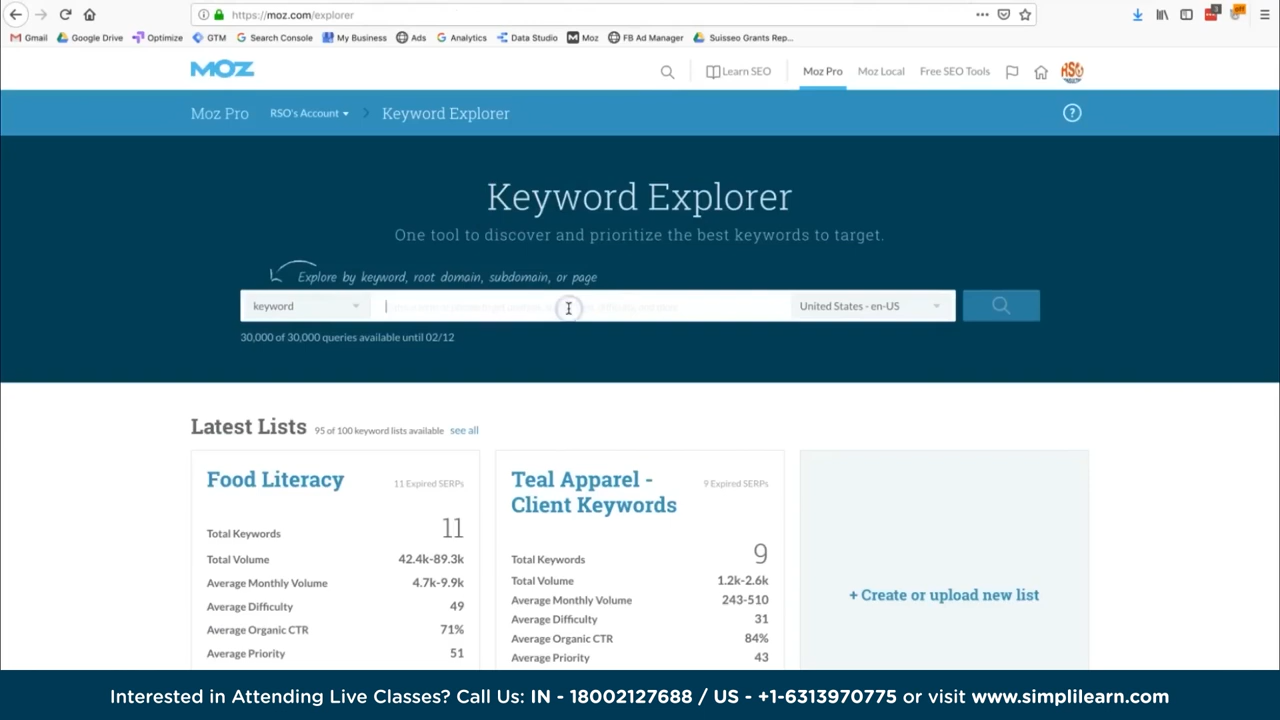 https://moz.com/explorer
Gmail Google Drive Optimize GTM Search Console My Business Ads Analytics Data Studio Moz FB Ad Manager Suisseo Grants Rep...
MOZ Learn SEO Moz Pro Moz Local Free SEO Tools RSO
Moz Pro RSO's Account Keyword Explorer ?
Keyword Explorer
One tool to discover and prioritize the best keywords to target.
Explore by keyword, root domain, subdomain, or page
keyword United States - en-US
30,000 of 30,000 queries available until 02/12
Latest Lists 95 of 100 keyword lists available see all
Food Literacy 11 Expired SERPs
Total Keywords 11
Total Volume 42.4k-89.3k
Average Monthly Volume 4.7k-9.9k
Average Difficulty 49
Average Organic CTR 71%
Average Priority 51
Teal Apparel - 9 Expired SERPs
Client Keywords
Total Keywords 9
Total Volume 1.2k-2.6k
Average Monthly Volume 243-510
Average Difficulty 31
Average Organic CTR 84%
Average Priority 43
+ Create or upload new list
Interested in Attending Live Classes? Call Us: IN - 18002127688 / US - +1-6313970775 or visit www.simplilearn.com